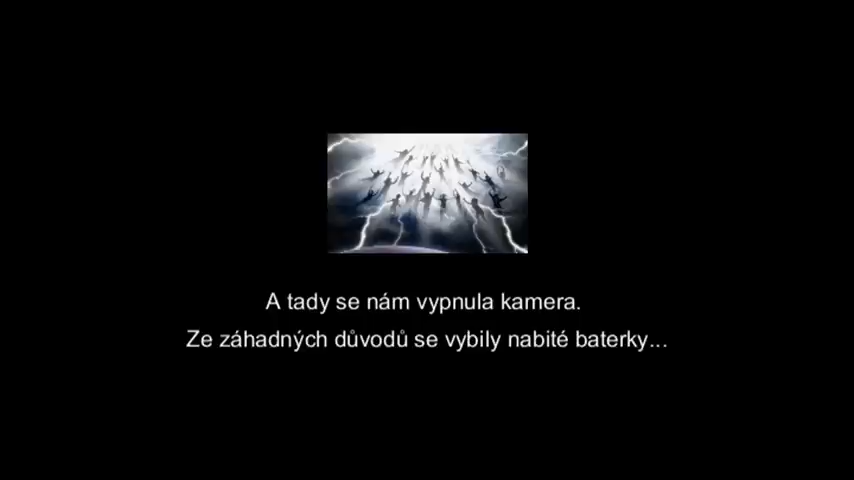 A tady se nám vypnula kamera.
Ze záhadných důvodů se vybily nabité baterky...